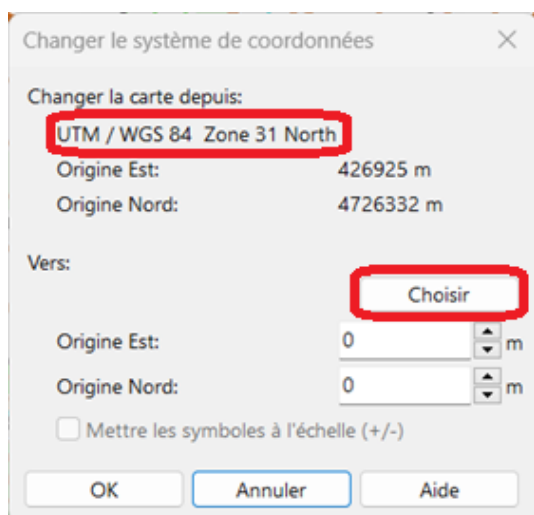 Changer le système de coordonnées
Changer la carte depuis:
UTM / WGS 84 Zone 31 North
Origine Est: 426925 m
Origine Nord: 4726332 m
Vers:
Choisir
Origine Est: 0 m
Origine Nord: 0 m
Mettre les symboles à l'échelle (+/-)
OK Annuler Aide